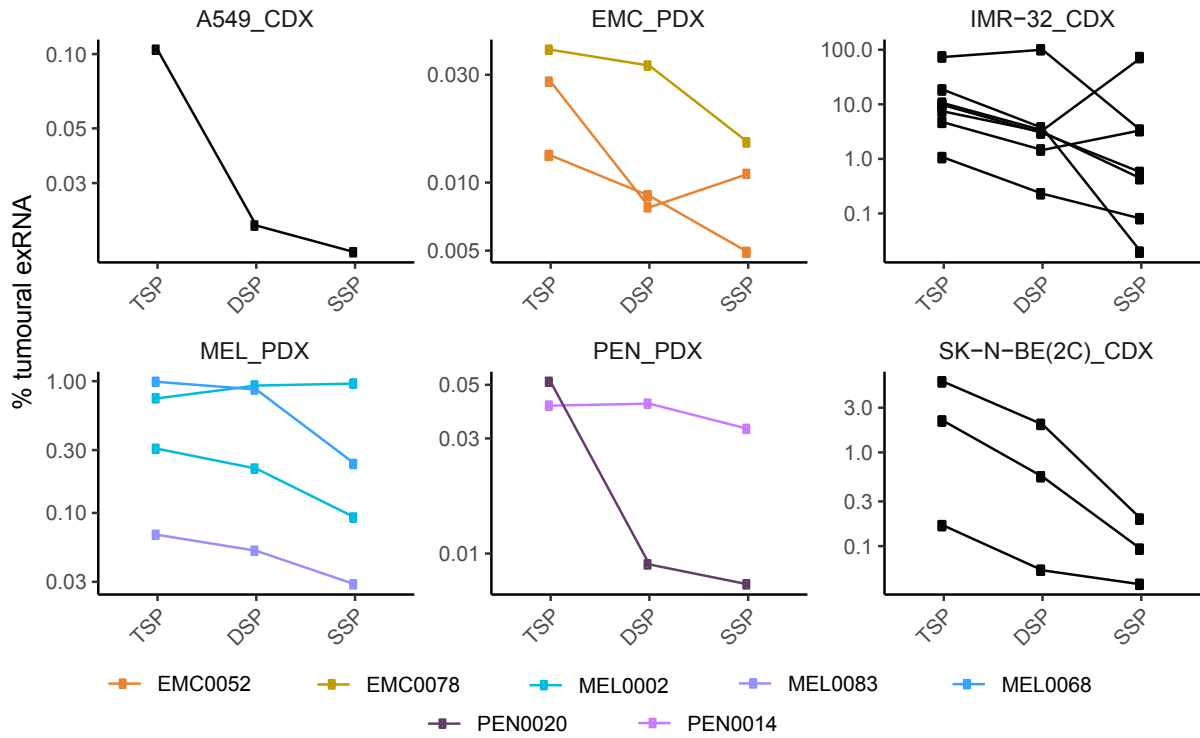 A549_CDX
EMC_PDX
IMR−32_CDX
% tumoural exRNA
0.10
0.05
0.03
TSP
DSP
SSP
0.030
0.010
0.005
TSP
DSP
SSP
100.0
10.0
1.0
0.1
TSP
DSP
SSP
MEL_PDX
PEN_PDX
SK−N−BE(2C)_CDX
1.00
0.30
0.10
0.03
TSP
DSP
SSP
0.05
0.03
0.01
TSP
DSP
SSP
3.0
1.0
0.3
0.1
TSP
DSP
SSP
EMC0052 EMC0078 MEL0002 MEL0083 MEL0068
PEN0020 PEN0014